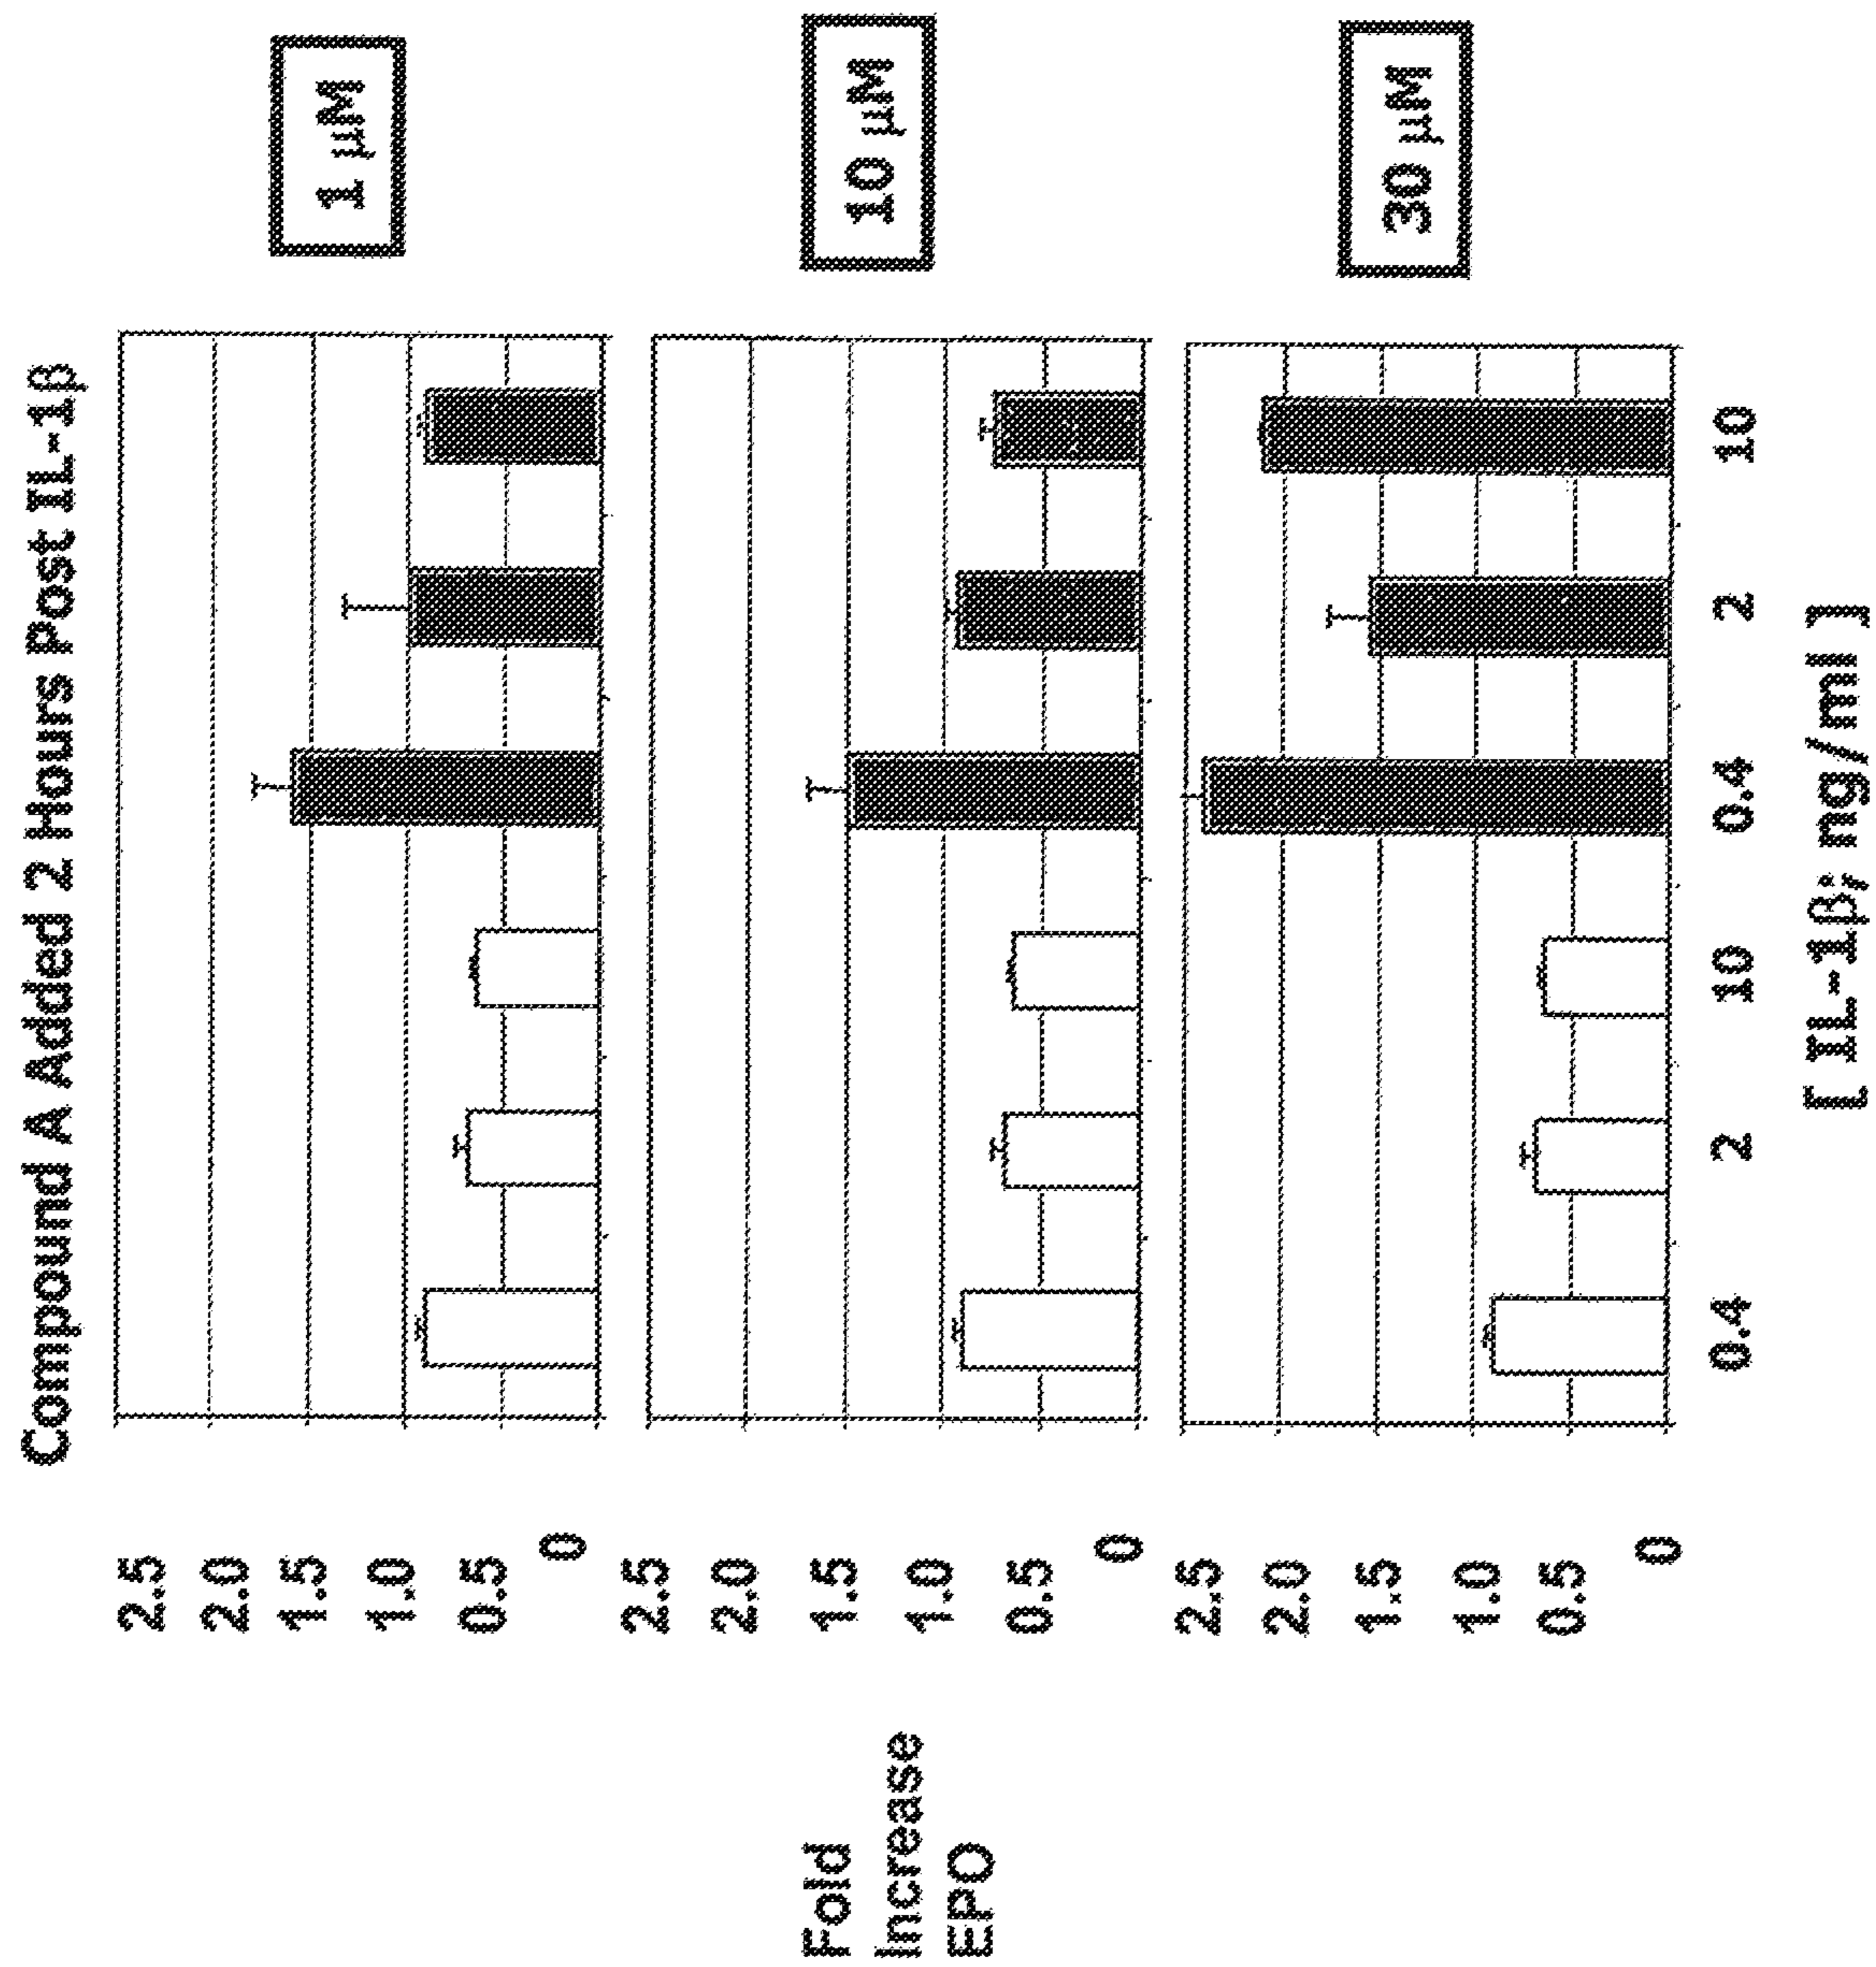 Compound A Added 2 Hours Post IL-1β
2.5
2.0
1.5
1.0
0.5
0
1 µM
Fold
Increase
EPO
2.5
2.0
1.5
1.0
0.5
0
10 µM
2.5
2.0
1.5
1.0
0.5
0
30 µM
0.4 2 10 0.4 2 10
[ IL-1β; ng/ml ]